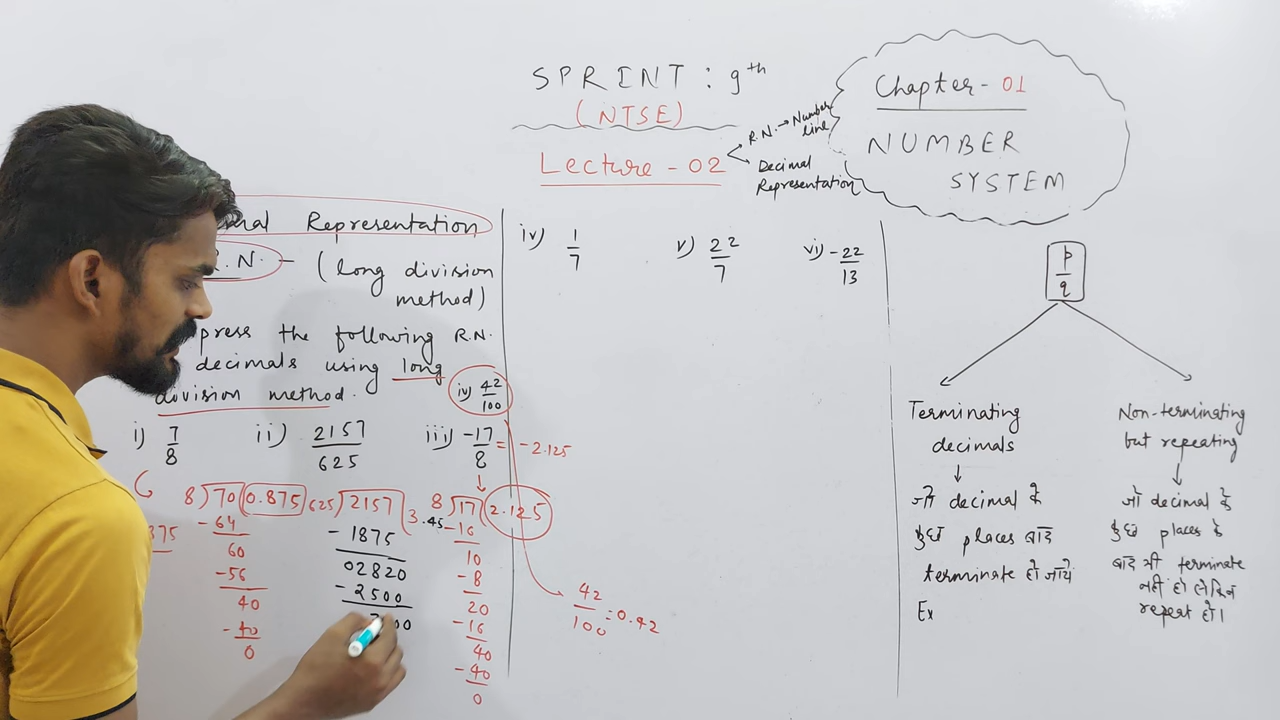 SPRINT : 9th
(NTSE)
Lecture - 02
R.N. → Number line
Decimal Representation
Chapter - 01
NUMBER
SYSTEM
Representation
R.N. - (long division
method)
press the following R.N.
decimals using long
division method.
iv) 42/100
i) 7/8
ii) 2157/625
iii) -17/8 = -2.125
8)70(0.875
-64
60
-56
40
-40
0
625)2157(3.45
- 1875
02820
- 2500
8)17(2.125
-16
10
-8
20
-16
40
-40
0
42/100 = 0.42
iv) 1/7
v) 22/7
vi) -22/13
p/q
Terminating
decimals
जो decimal के
कुछ places बाद
terminate हो जाये
Ex
Non-terminating
but repeating
जो decimal के
कुछ places के
बाद भी terminate
नहीं हो लेकिन
repeat हो।